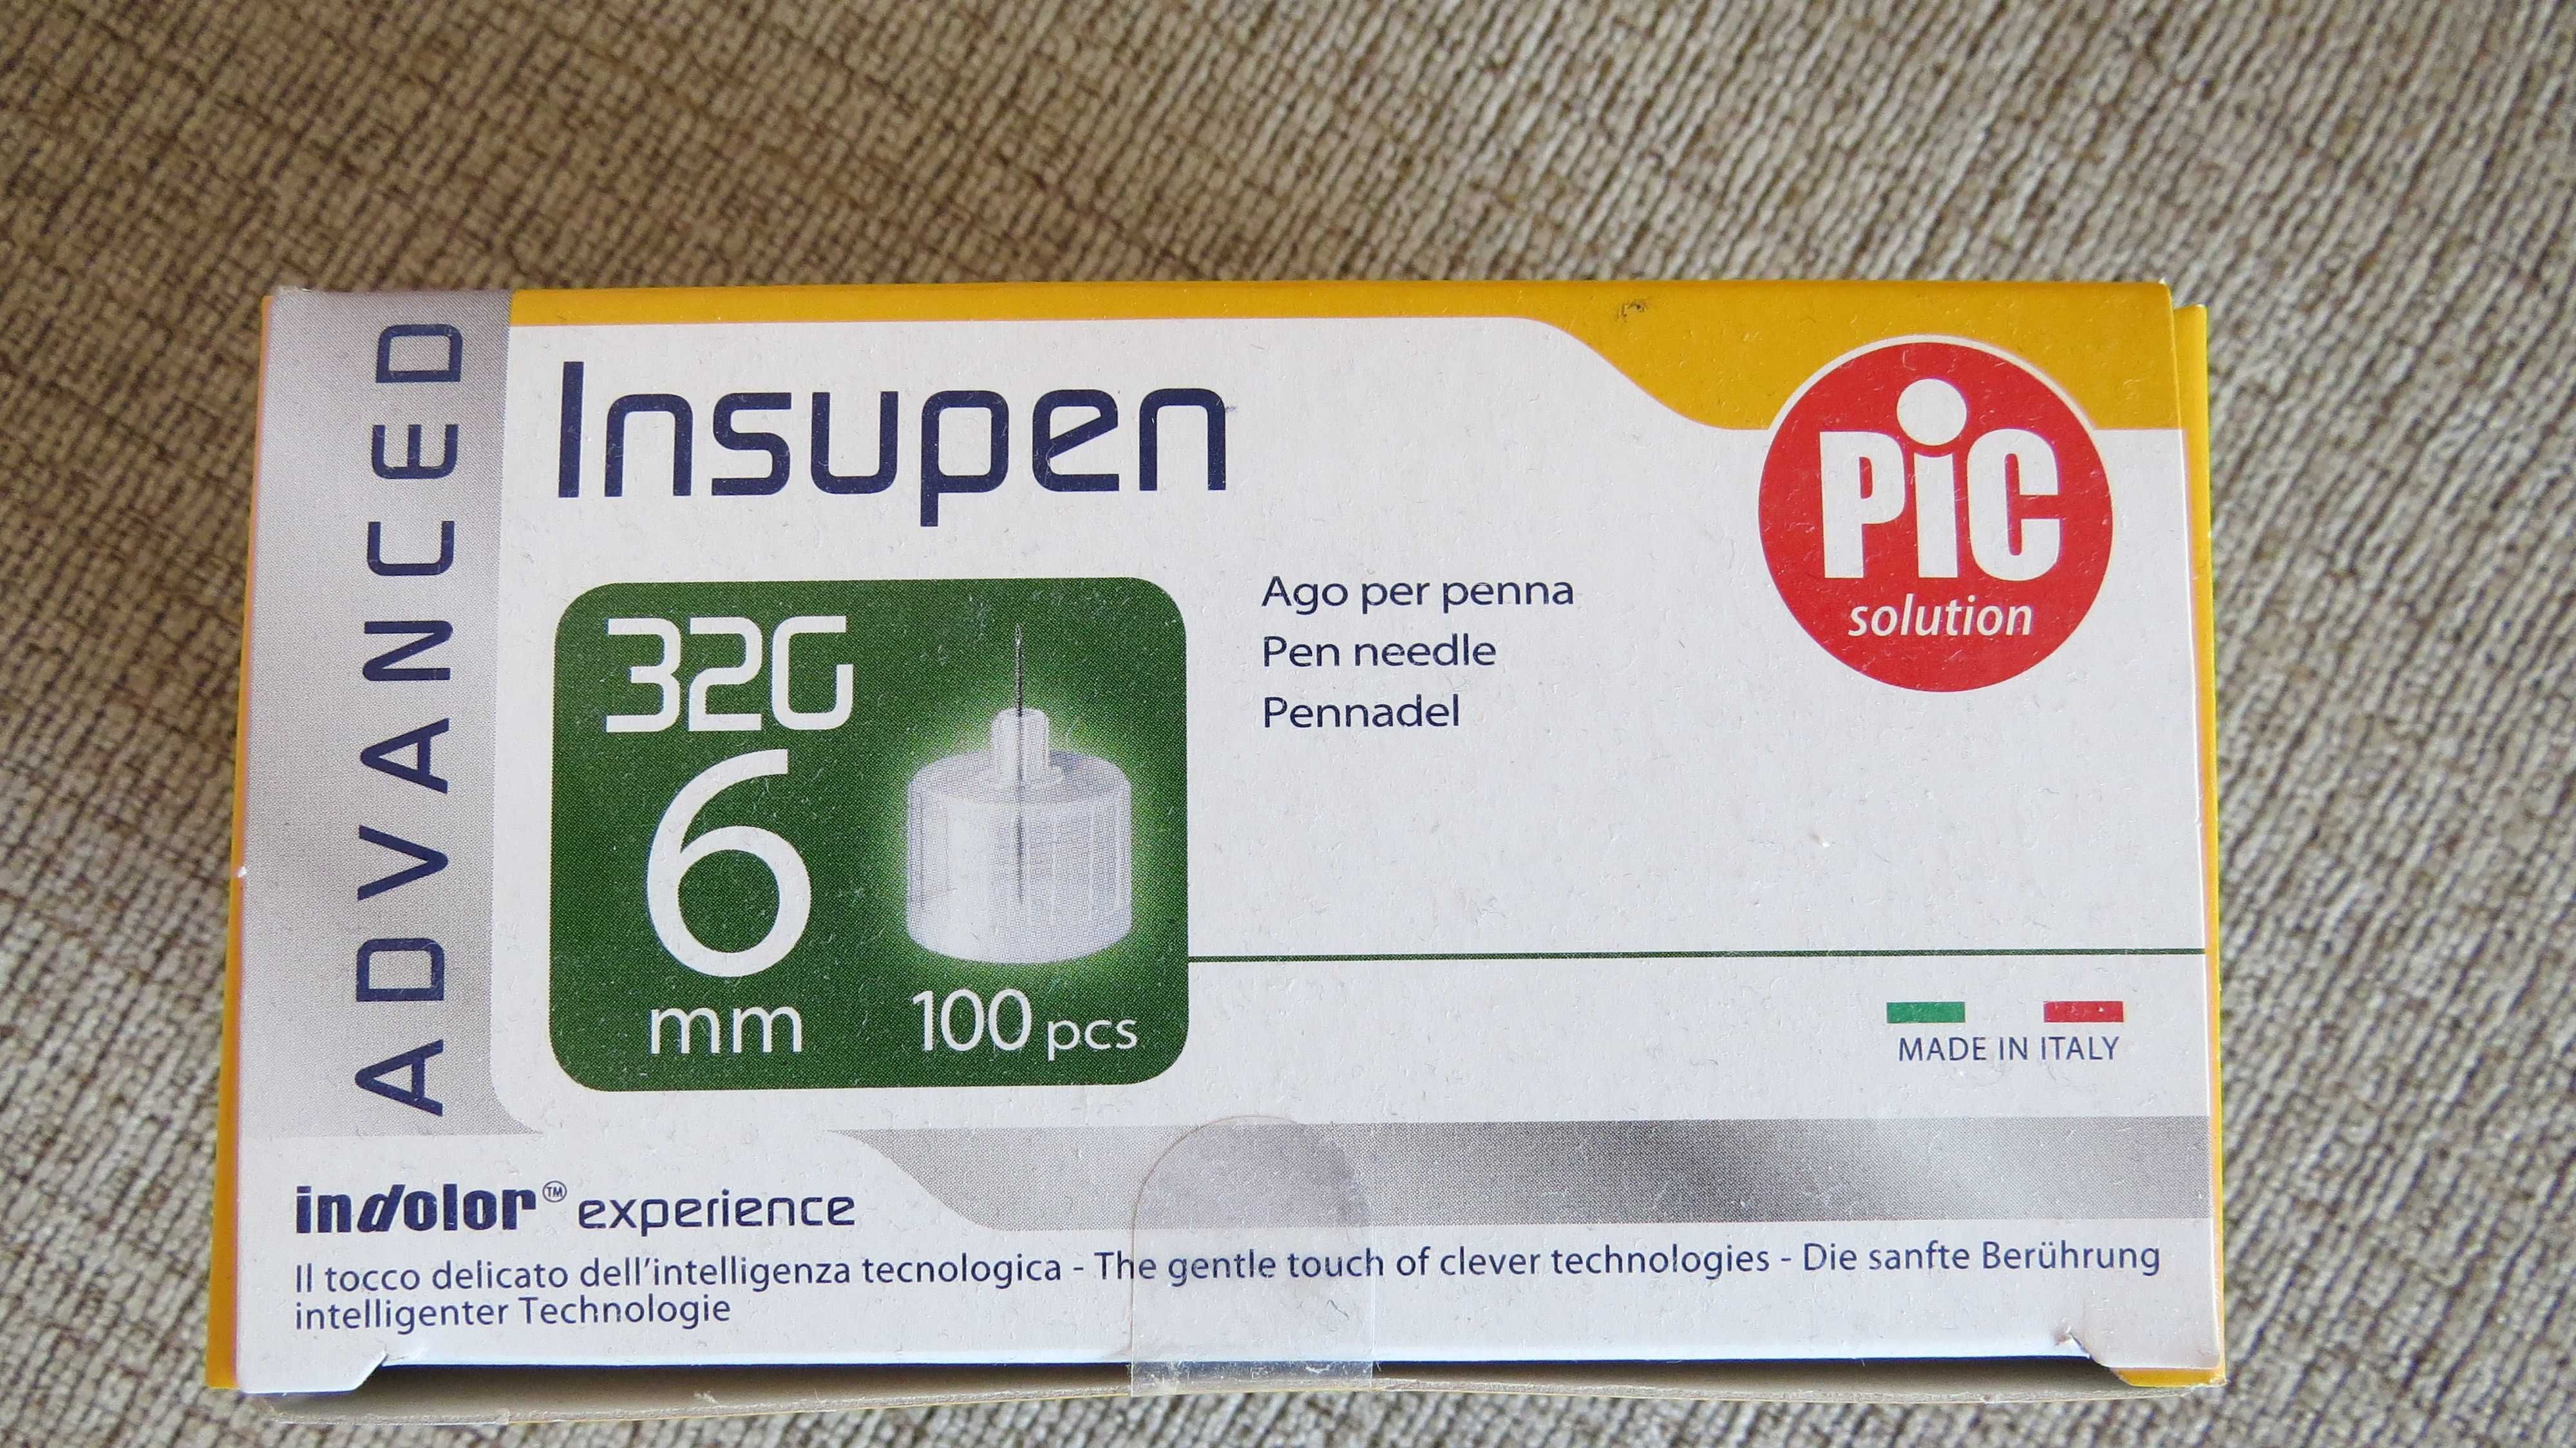 ADVANCED
Insupen
PiC
solution
32G
6
mm
100 pcs
Ago per penna
Pen needle
Pennadel
MADE IN ITALY
indolor™ experience
Il tocco delicato dell'intelligenza tecnologica - The gentle touch of clever technologies - Die sanfte Berührung
intelligenter Technologie